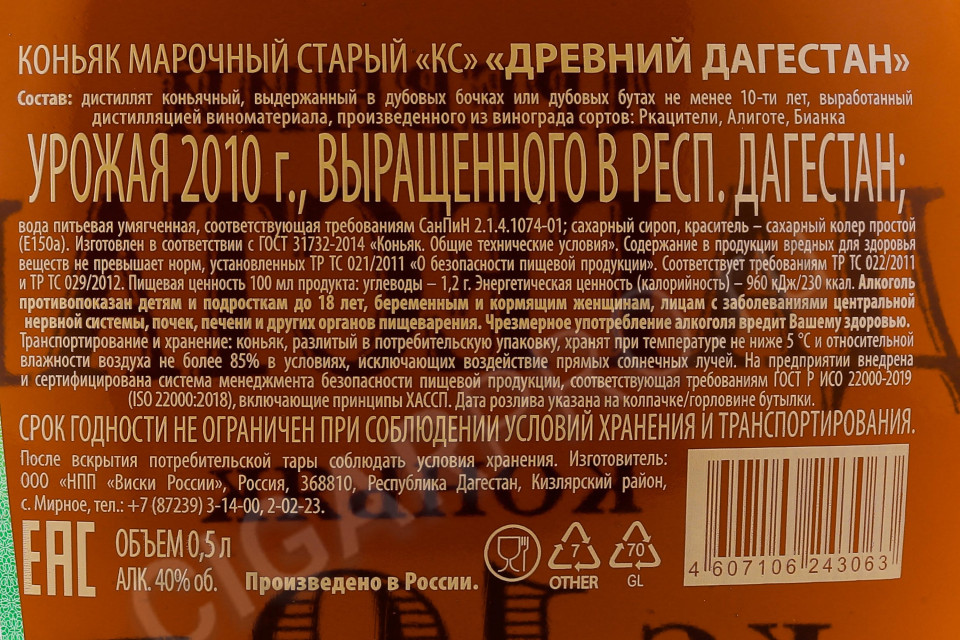 КОНЬЯК МАРОЧНЫЙ СТАРЫЙ «КС» «ДРЕВНИЙ ДАГЕСТАН»
Состав: дистиллят коньячный, выдержанный в дубовых бочках или дубовых бутах не менее 10-ти лет, выработанный
дистилляцией виноматериала, произведенного из винограда сортов: Ркацители, Алиготе, Бианка
УРОЖАЯ 2010 г., ВЫРАЩЕННОГО В РЕСП. ДАГЕСТАН;
вода питьевая умягченная, соответствующая требованиям СанПиН 2.1.4.1074-01; сахарный сироп, краситель – сахарный колер простой
(Е150а). Изготовлен в соответствии с ГОСТ 31732-2014 «Коньяк. Общие технические условия». Содержание в продукции вредных для здоровья
веществ не превышает норм, установленных ТР ТС 021/2011 «О безопасности пищевой продукции». Соответствует требованиям ТР ТС 022/2011
и ТР ТС 029/2012. Пищевая ценность 100 мл продукта: углеводы – 1,2 г. Энергетическая ценность (калорийность) – 960 кДж/230 ккал. Алкоголь
противопоказан детям и подросткам до 18 лет, беременным и кормящим женщинам, лицам с заболеваниями центральной
нервной системы, почек, печени и других органов пищеварения. Чрезмерное употребление алкоголя вредит Вашему здоровью.
Транспортирование и хранение: коньяк, разлитый в потребительскую упаковку, хранят при температуре не ниже 5 °С и относительной
влажности воздуха не более 85% в условиях, исключающих воздействие прямых солнечных лучей. На предприятии внедрена
и сертифицирована система менеджмента безопасности пищевой продукции, соответствующая требованиям ГОСТ Р ИСО 22000-2019
(ISO 22000:2018), включающие принципы ХАССП. Дата розлива указана на колпачке/горловине бутылки.
СРОК ГОДНОСТИ НЕ ОГРАНИЧЕН ПРИ СОБЛЮДЕНИИ УСЛОВИЙ ХРАНЕНИЯ И ТРАНСПОРТИРОВАНИЯ.
После вскрытия потребительской тары соблюдать условия хранения. Изготовитель:
ООО «НПП «Виски России», Россия, 368810, Республика Дагестан, Кизлярский район,
с. Мирное, тел.: +7 (87239) 3-14-00, 2-02-23.
ЕАС
ОБЪЕМ 0,5 л
АЛК. 40% об.
Произведено в России.
7
OTHER
70
GL
4 607106 243063